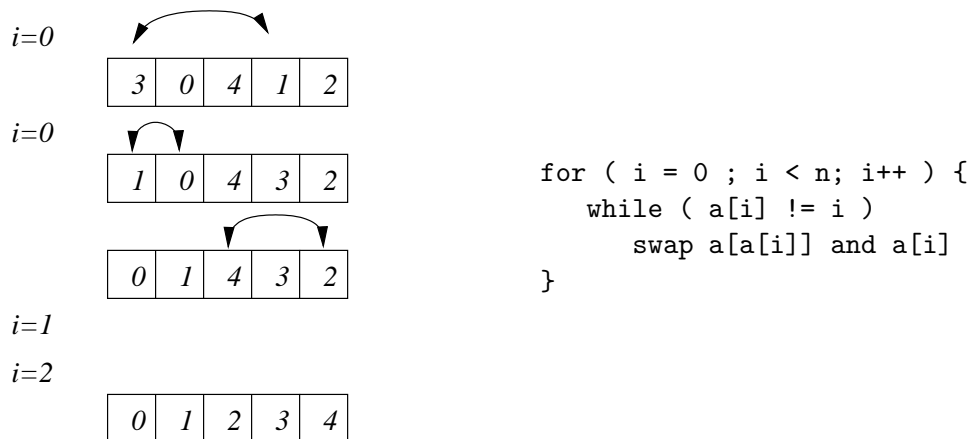 i=0
3 0 4 1 2
i=0
1 0 4 3 2
0 1 4 3 2
i=1
i=2
0 1 2 3 4
for ( i = 0 ; i < n; i++ ) {
while ( a[i] != i )
swap a[a[i]] and a[i]
}